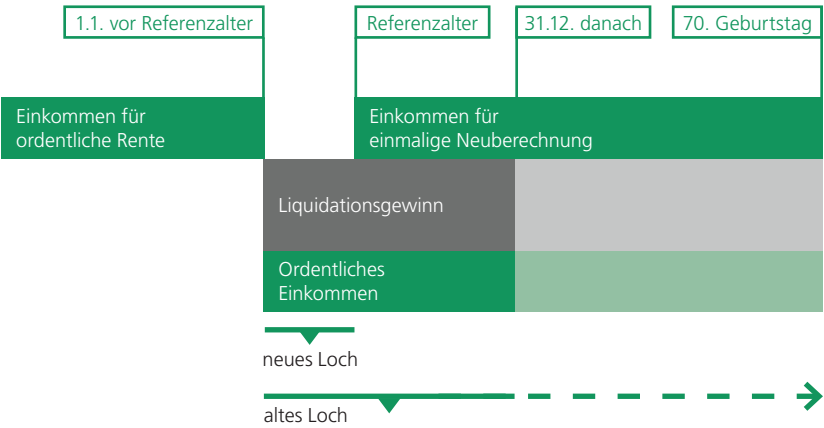 1.1. vor Referenzalter
Referenzalter
31.12. danach
70. Geburtstag
Einkommen für
ordentliche Rente
Einkommen für
einmalige Neuberechnung
Liquidationsgewinn
Ordentliches
Einkommen
neues Loch
altes Loch